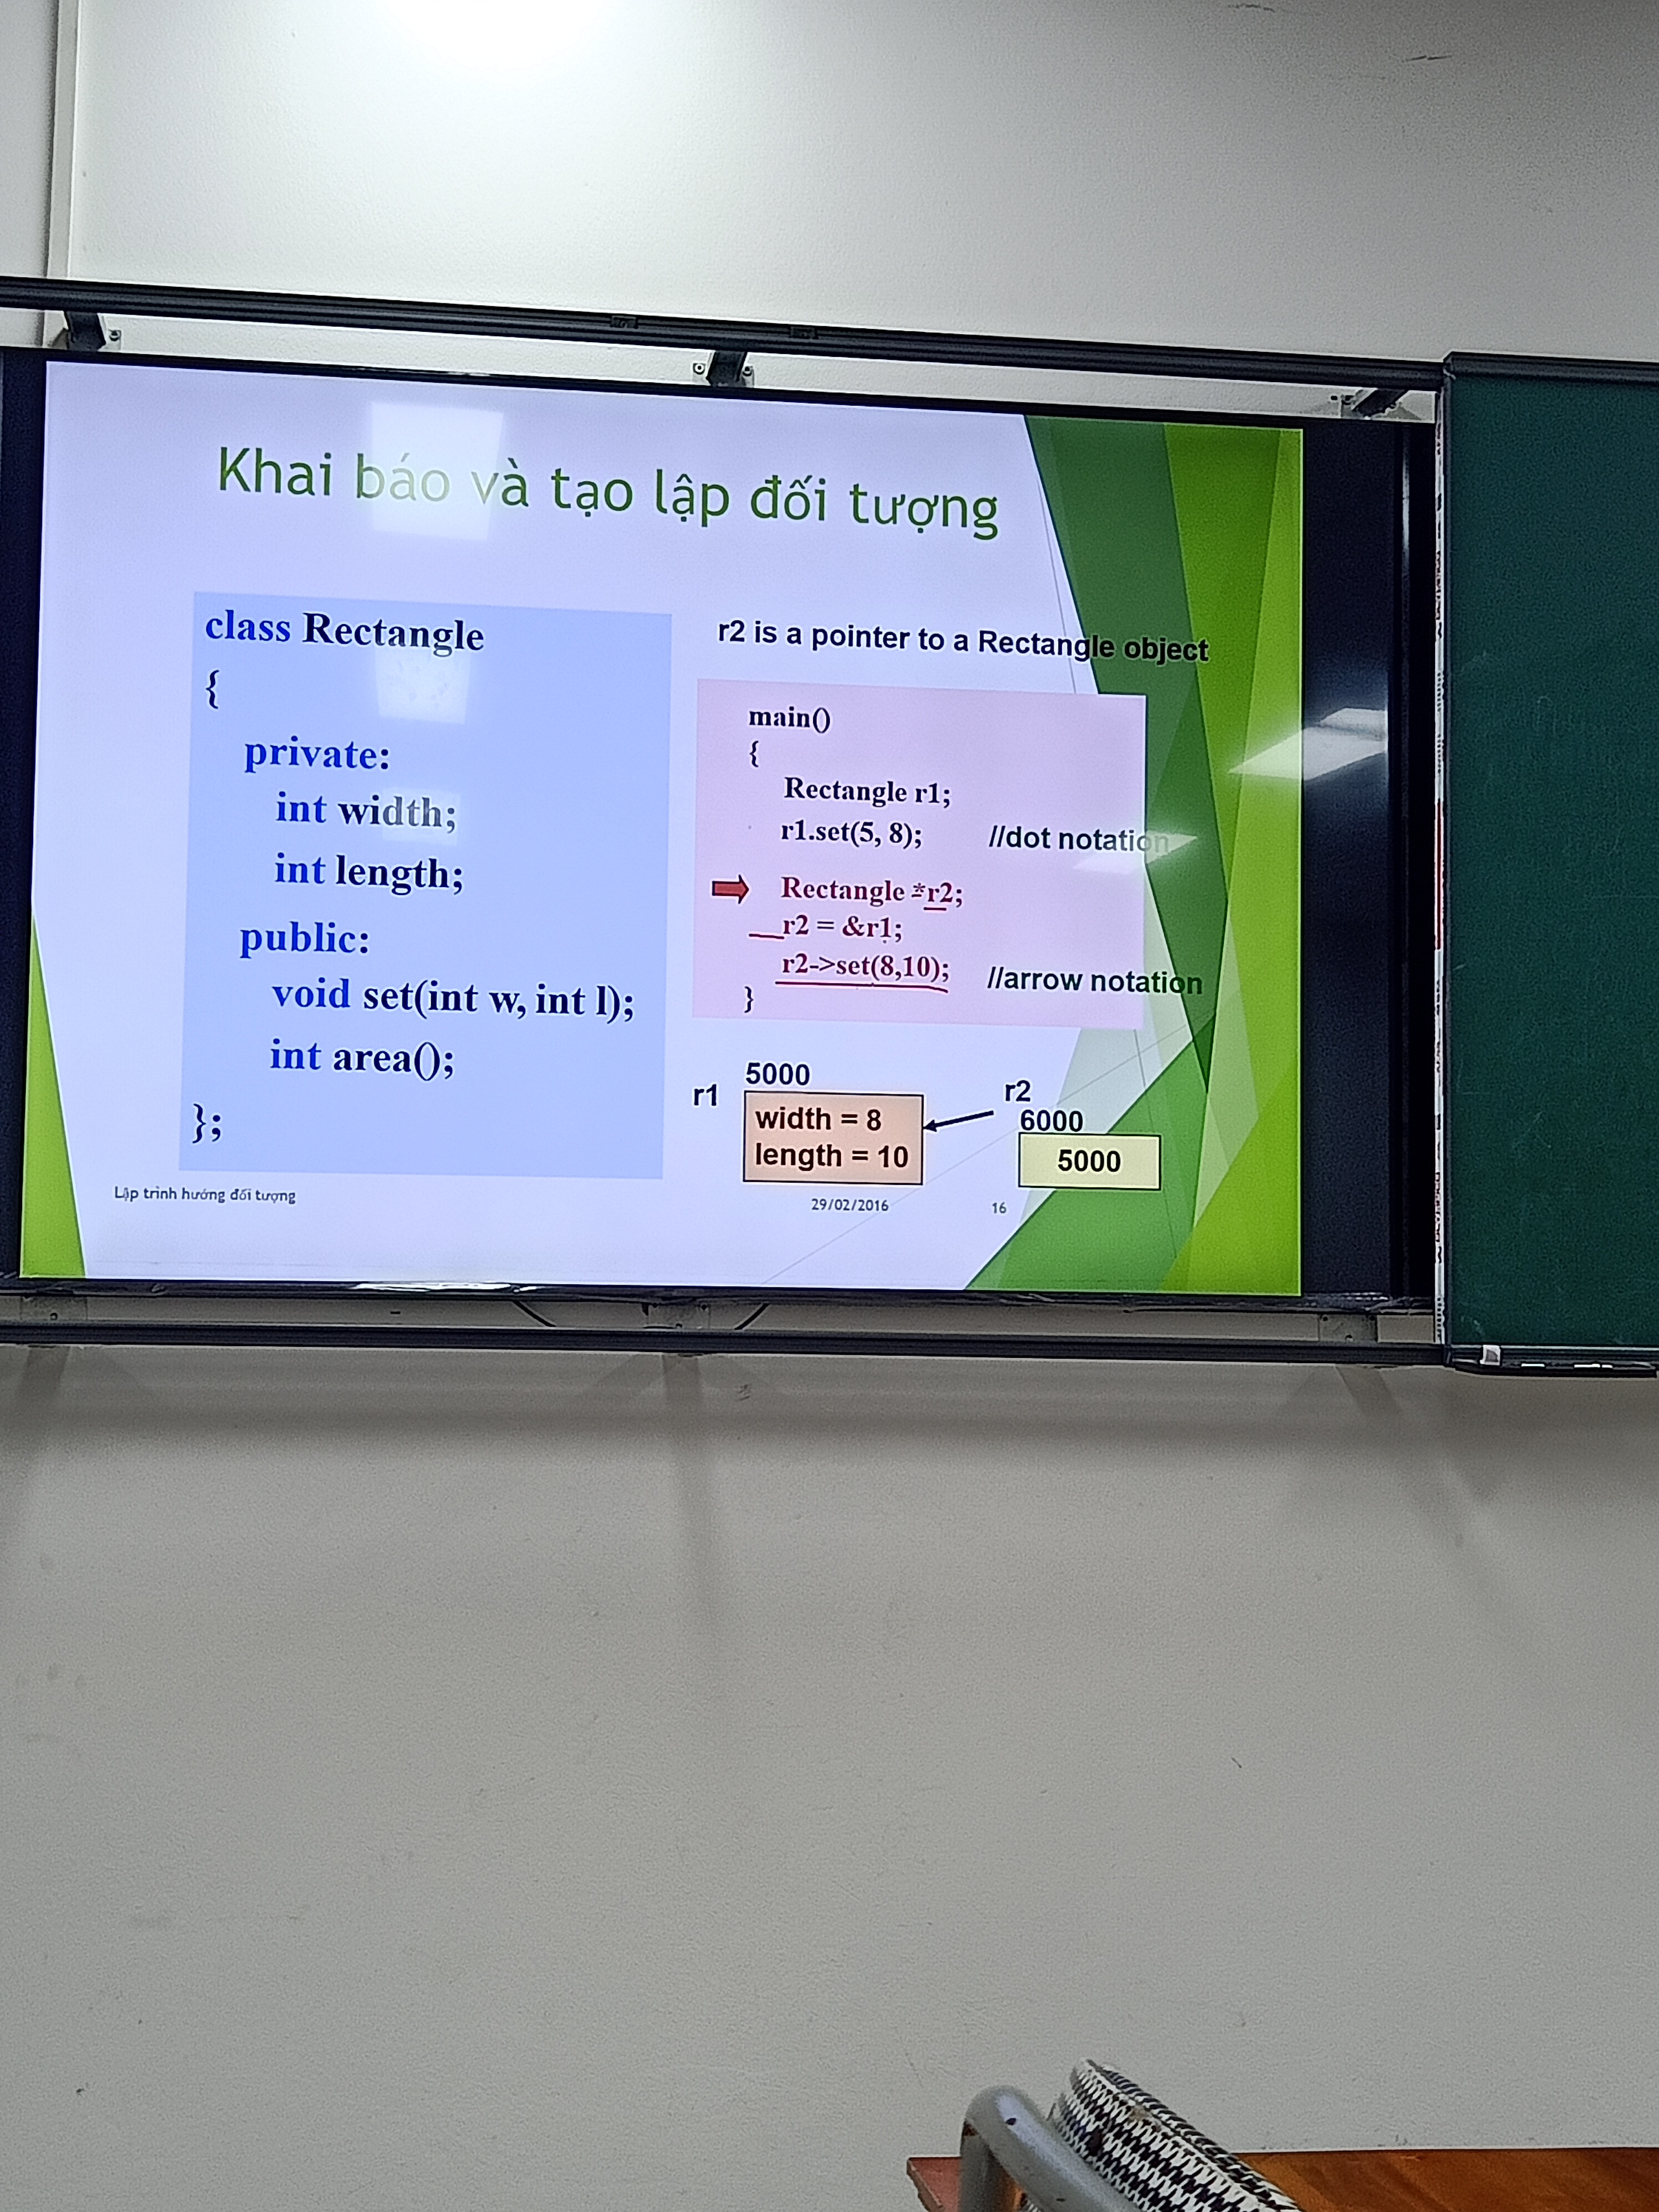 Khai báo và tạo lập đối tượng
class Rectangle
{
private:
int width;
int length;
public:
void set(int w, int l);
int area();
};
r2 is a pointer to a Rectangle object
main()
{
Rectangle r1;
r1.set(5, 8); //dot notation
Rectangle *r2;
r2 = &r1;
r2->set(8,10); //arrow notation
}
r1
5000
width = 8
length = 10
r2
6000
5000
Lập trình hướng đối tượng
29/02/2016
16